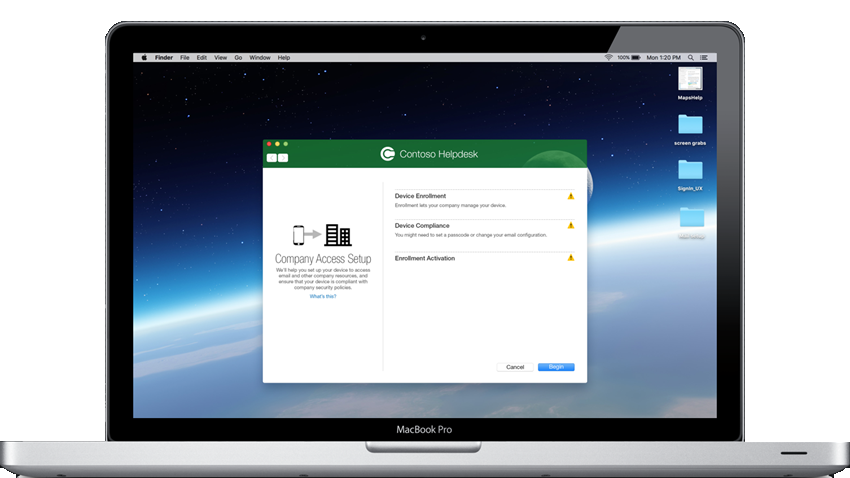 Finder File Edit View Go Window Help
100% Mon 1:20 PM
MapsHelp
screen grabs
SignIn_UX
Contoso Helpdesk
Company Access Setup
We'll help you set up your device to access
email and other company resources, and
ensure that your device is compliant with
company security policies.
What's this?
Device Enrollment
Enrollment lets your company manage your device.
Device Compliance
You might need to set a passcode or change your email configuration.
Enrollment Activation
Cancel
Begin
MacBook Pro